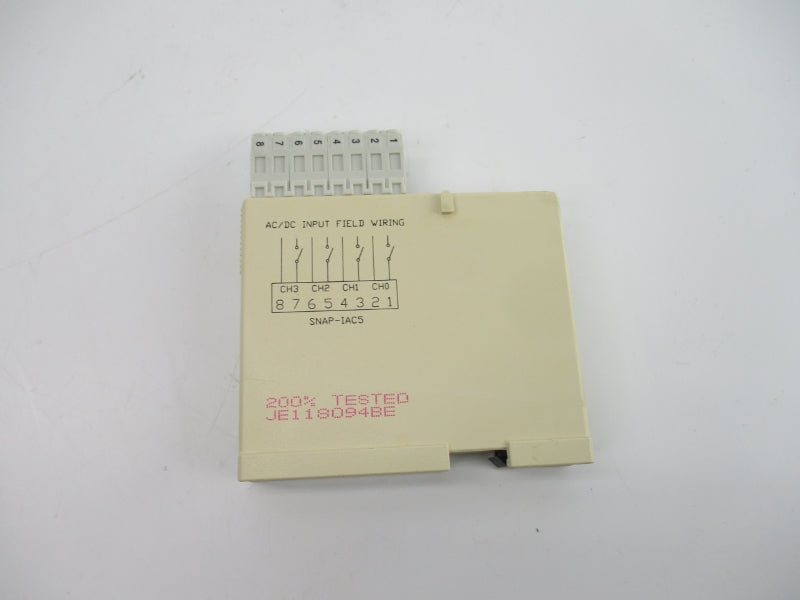 8 7 6 5 4 3 2 1
AC/DC INPUT FIELD WIRING
CH3 CH2 CH1 CH0
8 7 6 5 4 3 2 1
SNAP-IAC5
200% TESTED
JE118094BE